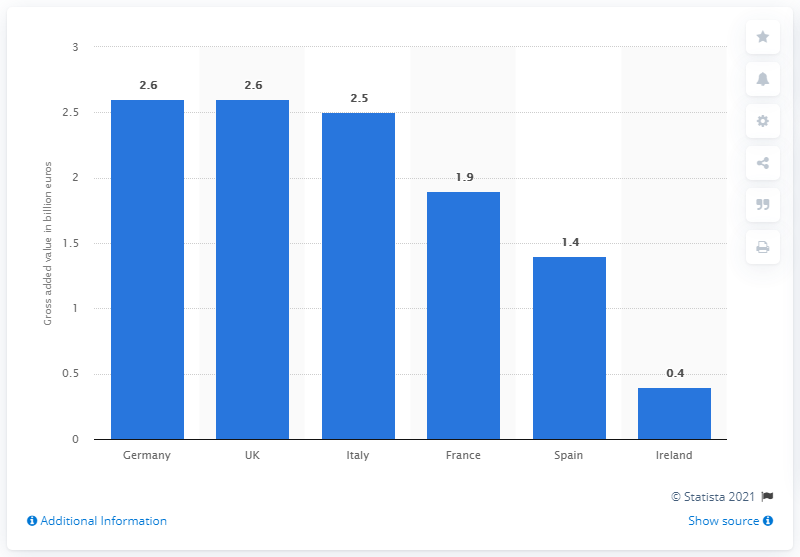 3
2.5
2
1.5
1
0.5
0
Gross added value in billion euros
2.6
2.6
2.5
1.9
1.4
0.4
Germany
UK
Italy
France
Spain
Ireland
© Statista 2021
Additional Information
Show source